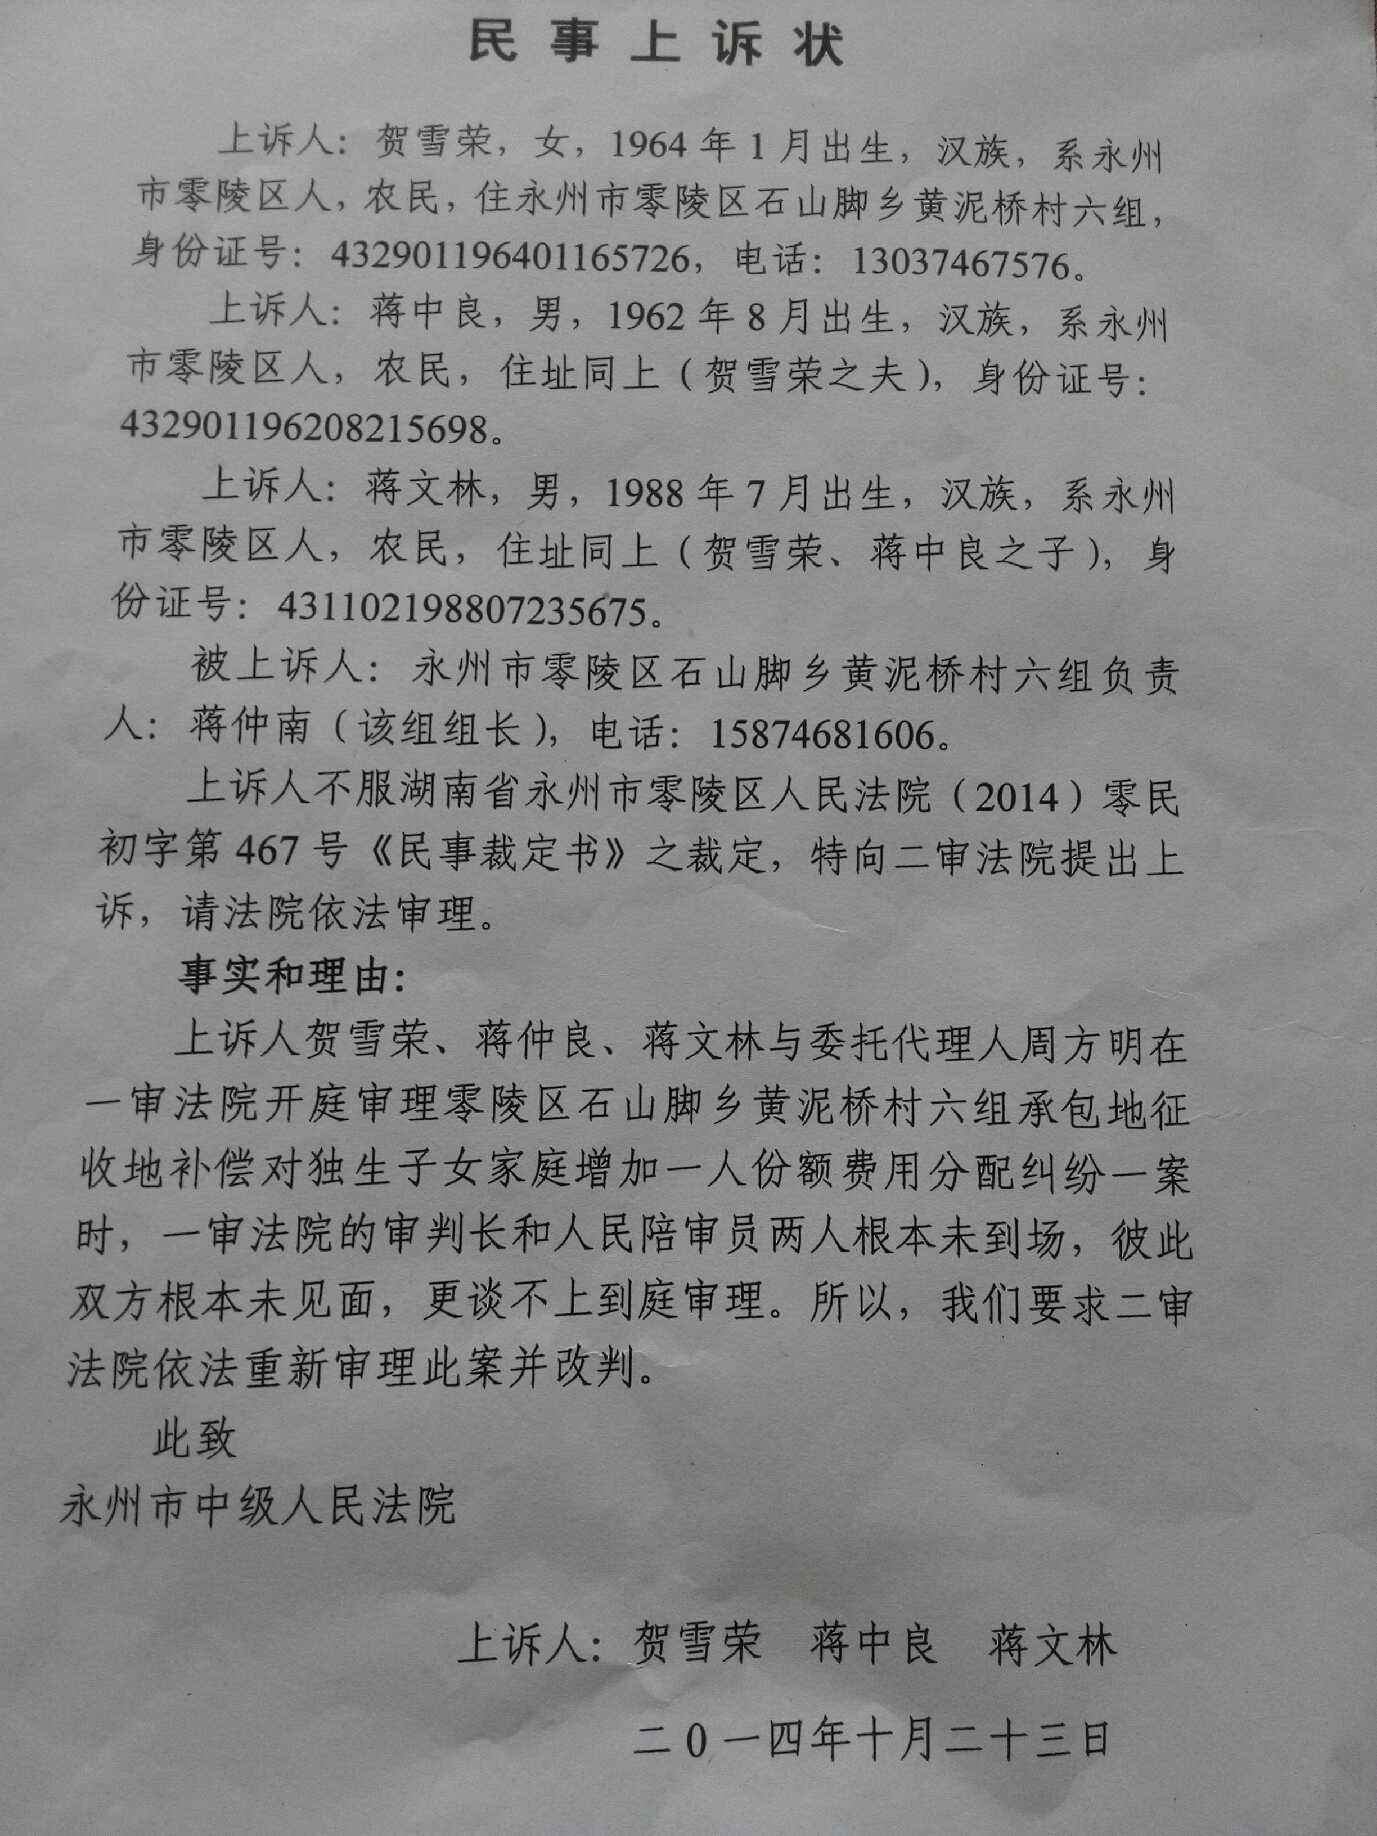 民事上诉状
上诉人：贺雪荣，女，1964年1月出生，汉族，系永州
市零陵区人，农民，住永州市零陵区石山脚乡黄泥桥村六组，
身份证号：432901196401165726，电话：13037467576。
上诉人：蒋中良，男，1962年8月出生，汉族，系永州
市零陵区人，农民，住址同上（贺雪荣之夫），身份证号：
432901196208215698。
上诉人：蒋文林，男，1988年7月出生，汉族，系永州
市零陵区人，农民，住址同上（贺雪荣、蒋中良之子），身
份证号：431102198807235675。
被上诉人：永州市零陵区石山脚乡黄泥桥村六组负责
人：蒋仲南（该组组长），电话：15874681606。
上诉人不服湖南省永州市零陵区人民法院（2014）零民
初字第467号《民事裁定书》之裁定，特向二审法院提出上
诉，请法院依法审理。
事实和理由：
上诉人贺雪荣、蒋仲良、蒋文林与委托代理人周方明在
一审法院开庭审理零陵区石山脚乡黄泥桥村六组承包地征
收地补偿对独生子女家庭增加一人份额费用分配纠纷一案
时，一审法院的审判长和人民陪审员两人根本未到场，彼此
双方根本未见面，更谈不上到庭审理。所以，我们要求二审
法院依法重新审理此案并改判。
此致
永州市中级人民法院
上诉人：贺雪荣 蒋中良 蒋文林
二0一四年十月二十三日